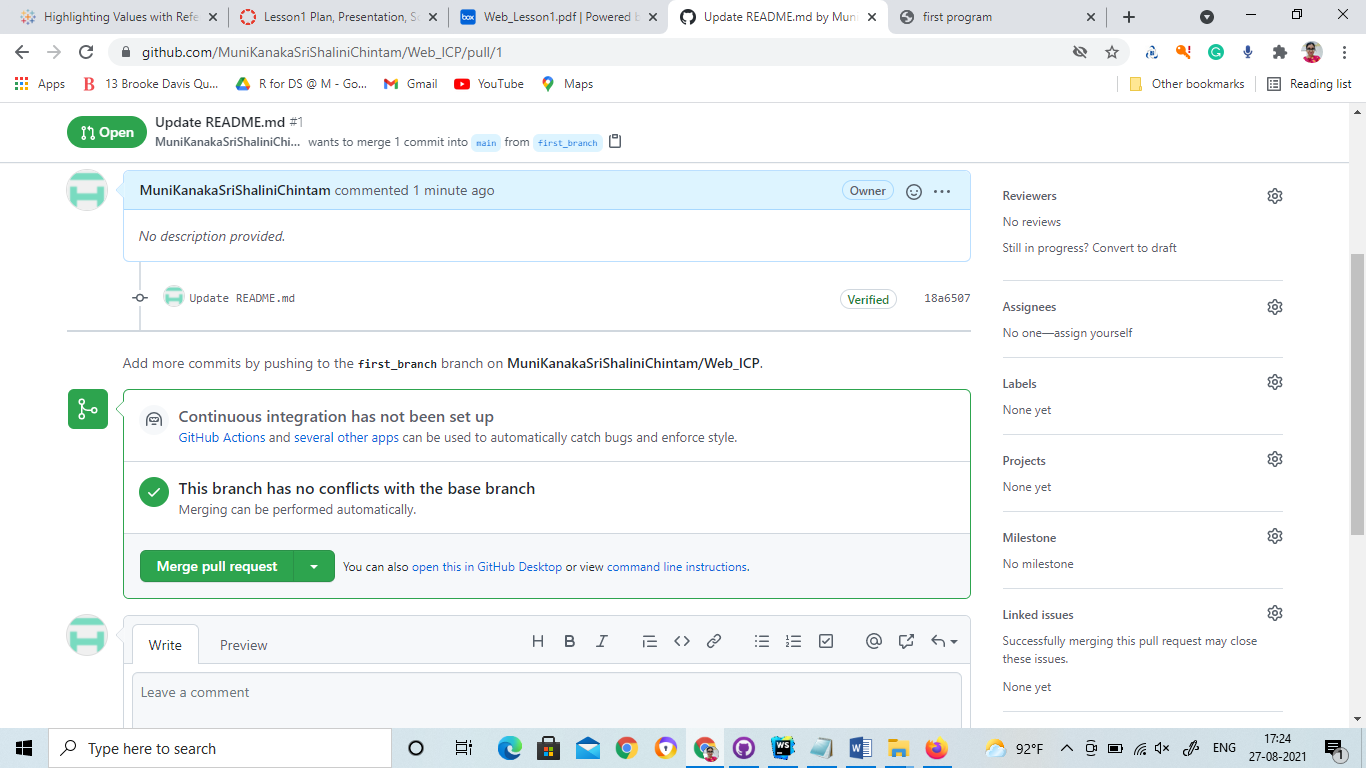 Highlighting Values with Refe
Lesson1 Plan, Presentation, S
box Web_Lesson1.pdf | Powered b
Update README.md by Mun
first program
github.com/MuniKanakaSriShaliniChintam/Web_ICP/pull/1
Apps
B 13 Brooke Davis Qu...
R for DS @ M - Go...
Gmail
YouTube
Maps
Other bookmarks
Reading list
Open
Update README.md #1
MuniKanakaSriShaliniChi... wants to merge 1 commit into main from first_branch
MuniKanakaSriShaliniChintam commented 1 minute ago
Owner
No description provided.
Update README.md
Verified
18a6507
Add more commits by pushing to the first_branch branch on MuniKanakaSriShaliniChintam/Web_ICP.
Continuous integration has not been set up
GitHub Actions and several other apps can be used to automatically catch bugs and enforce style.
This branch has no conflicts with the base branch
Merging can be performed automatically.
Merge pull request
You can also open this in GitHub Desktop or view command line instructions.
Write
Preview
H B I
Leave a comment
Reviewers
No reviews
Still in progress? Convert to draft
Assignees
No one—assign yourself
Labels
None yet
Projects
None yet
Milestone
No milestone
Linked issues
Successfully merging this pull request may close
these issues.
None yet
Type here to search
WS
W
92°F
ENG
17:24
27-08-2021
1